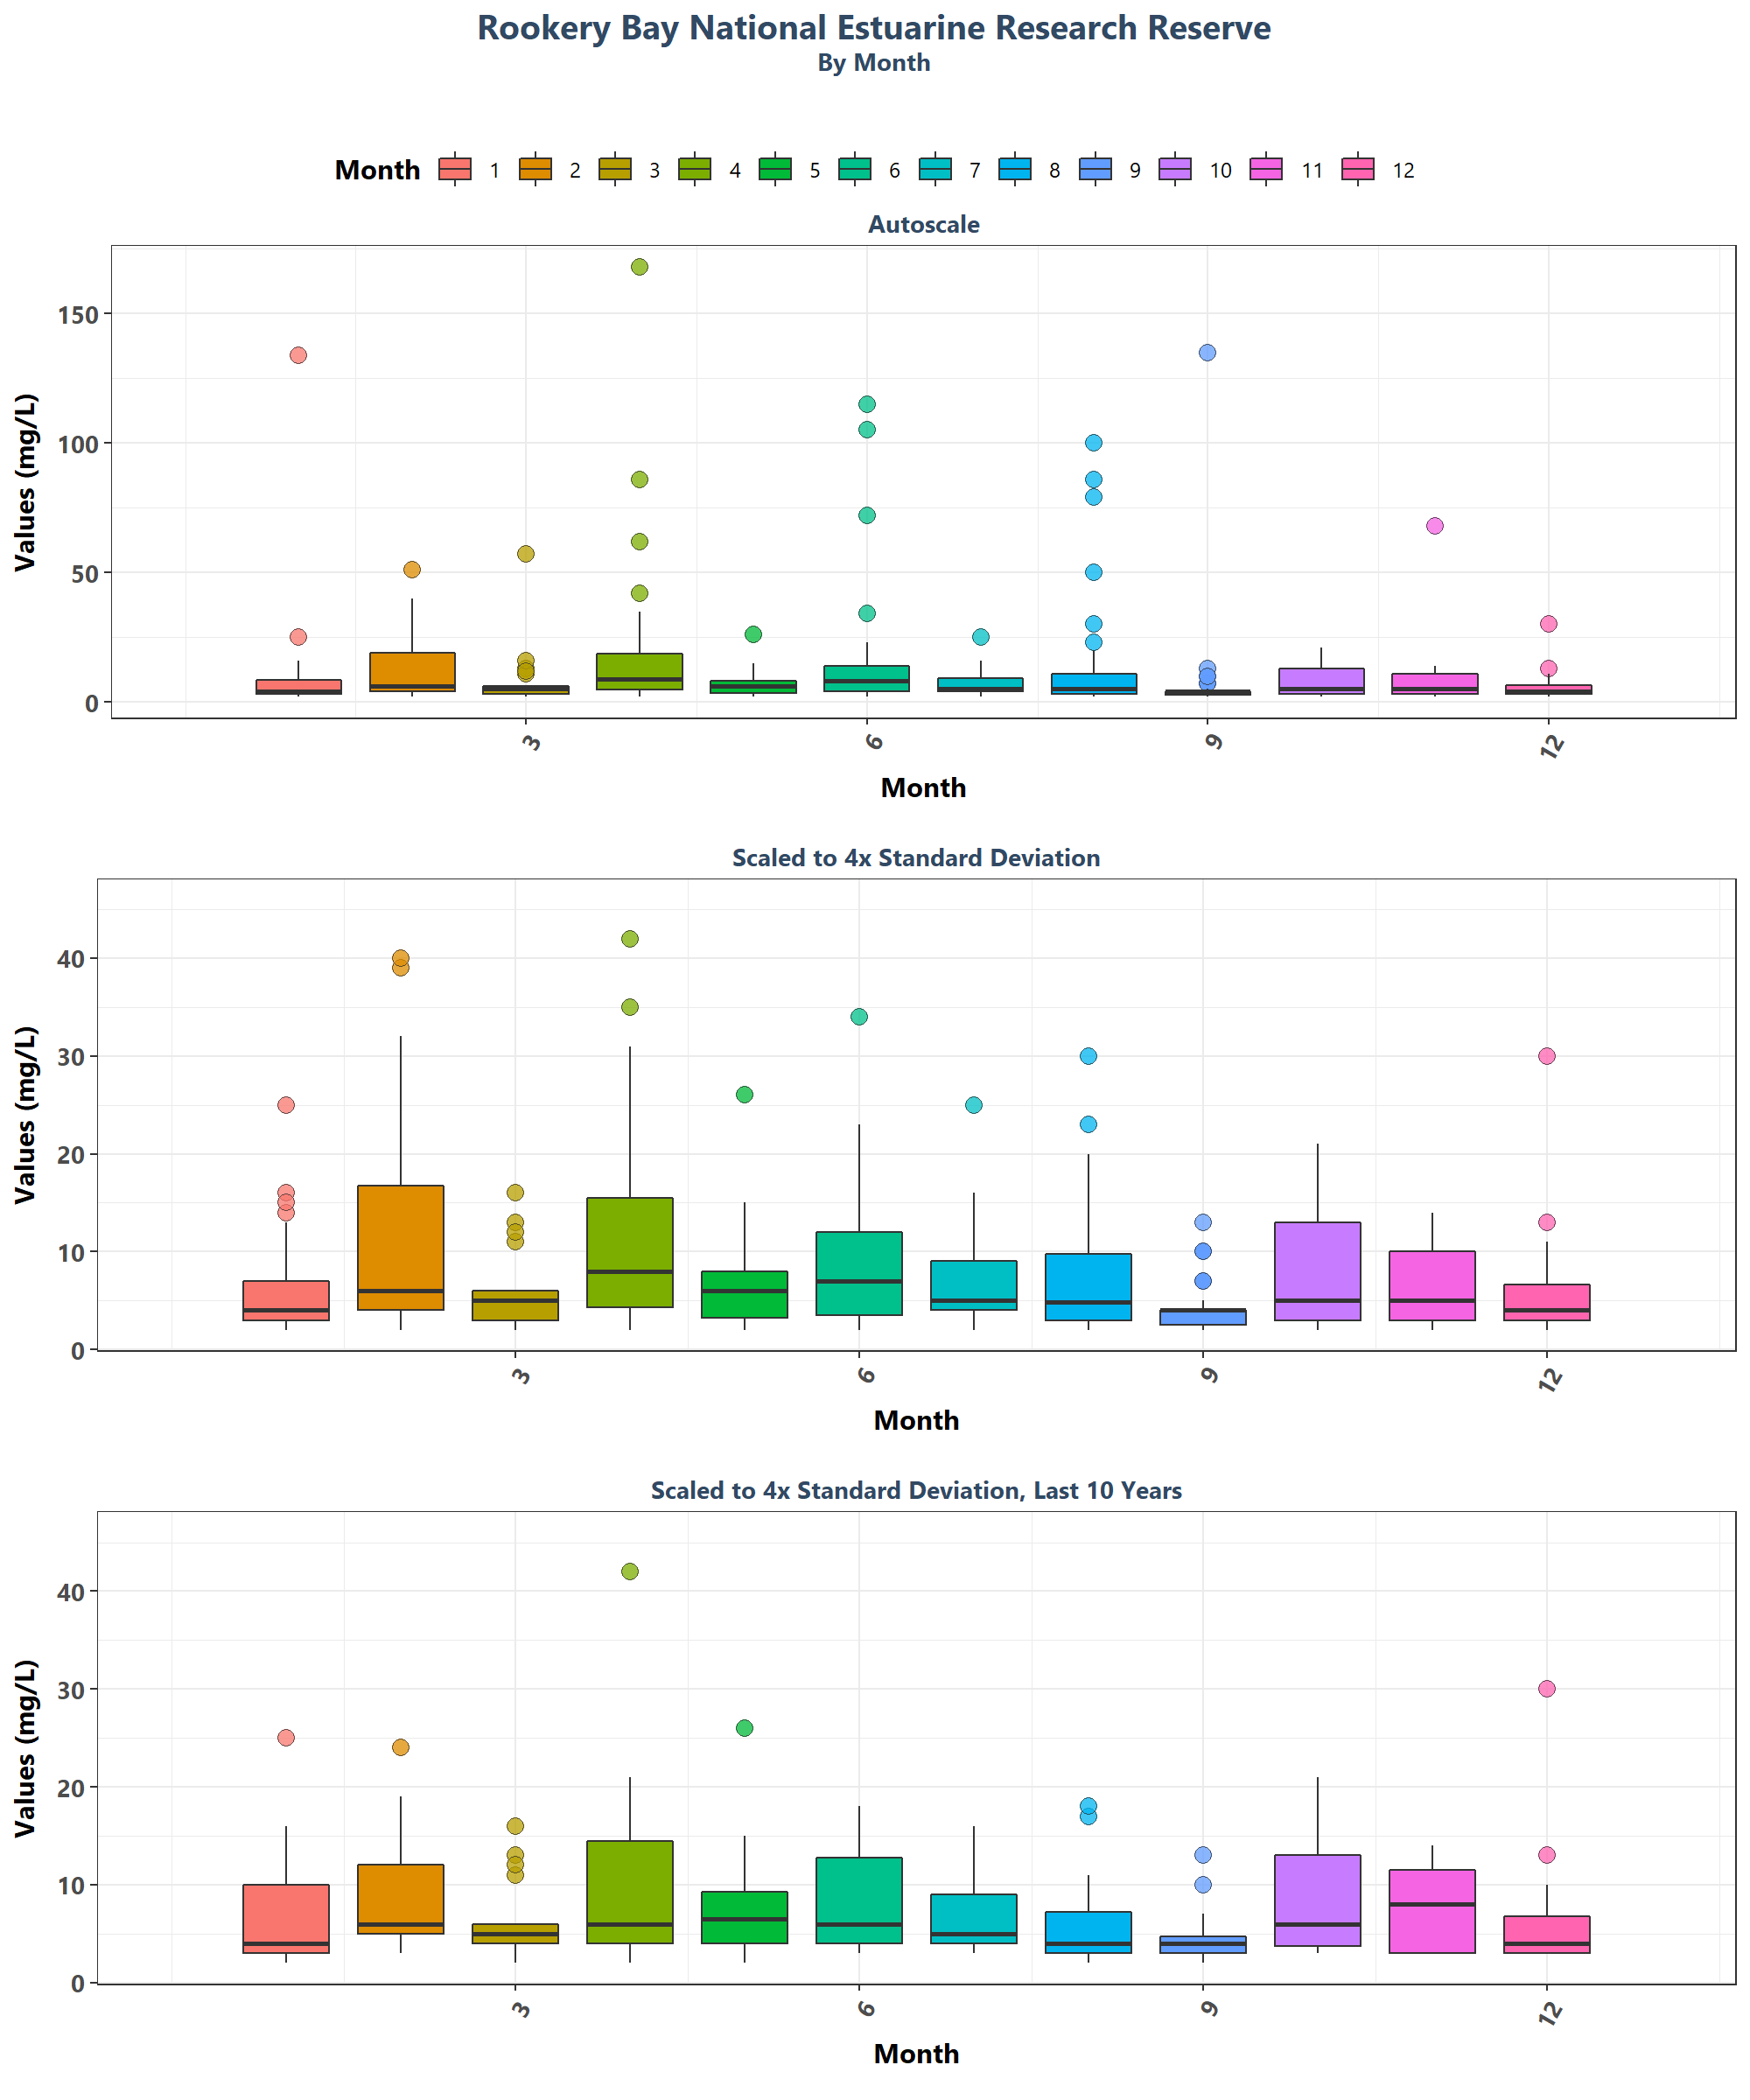 Rookery Bay National Estuarine Research Reserve
By Month
Month 1 2 3 4 5 6 7 8 9 10 11 12
Autoscale
Values (mg/L)
150
100
50
0
3 6 9 12
Month
Scaled to 4x Standard Deviation
Values (mg/L)
40
30
20
10
0
3 6 9 12
Month
Scaled to 4x Standard Deviation, Last 10 Years
Values (mg/L)
40
30
20
10
0
3 6 9 12
Month